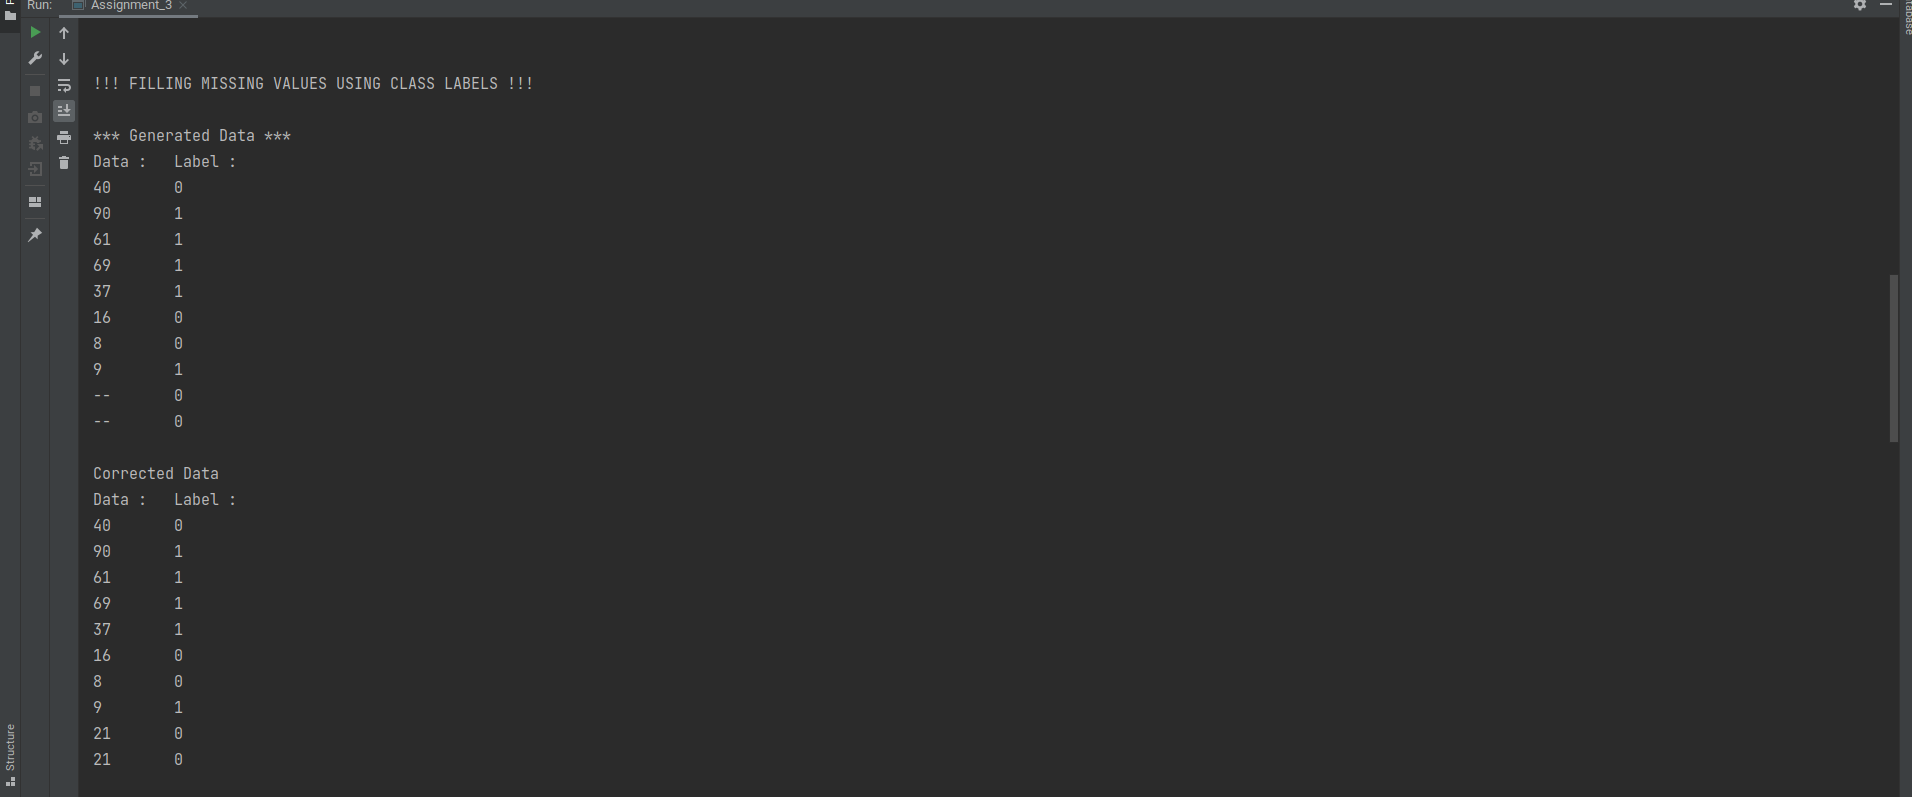 Run: Assignment_3
!!! FILLING MISSING VALUES USING CLASS LABELS !!!
*** Generated Data ***
Data :   Label :
40       0
90       1
61       1
69       1
37       1
16       0
8        0
9        1
--       0
--       0
Corrected Data
Data :   Label :
40       0
90       1
61       1
69       1
37       1
16       0
8        0
9        1
21       0
21       0
Structure